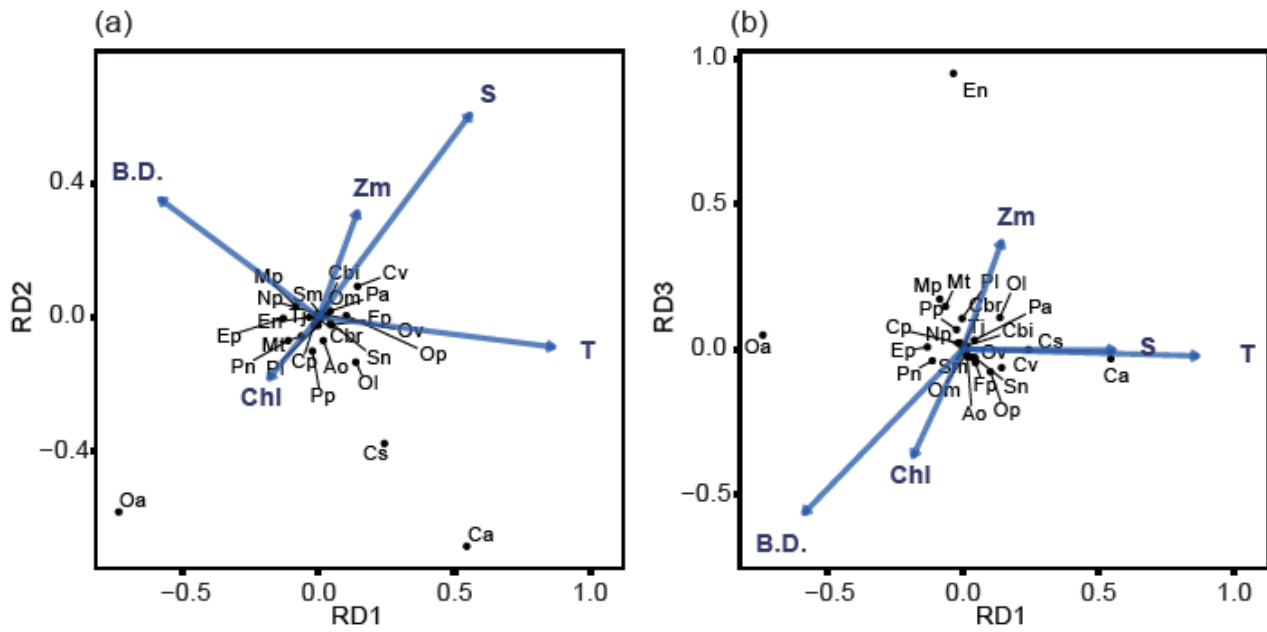 (a)
S
B.D.
Zm
0.4
Mp
Cbi
Cv
Np
Sm
Om
Pa
RD2
0.0
Ep
En
Tj
Ep
Ov
Mt
Cbr
Op
Pn
Pl
Cp
Ao
Sn
T
Chl
Pp
Ol
−0.4
Cs
Oa
Ca
−0.5
0.0
0.5
1.0
RD1
(b)
1.0
En
0.5
Zm
Mp
Mt
Pl
Ol
Pp
Cbr
Pa
RD3
Cp
Np
Tj
Cbi
0.0
Oa
Ep
Ov
Cs
S
T
Pn
Sm
Fp
Sn
Cv
Ca
Om
Ao
Op
Chl
−0.5
B.D.
−0.5
0.0
0.5
1.0
RD1